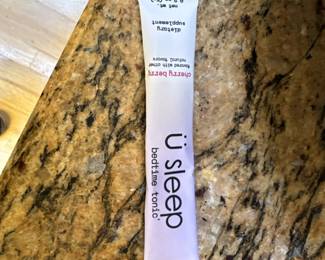 Ü sleep
bedtime tonic
cherry berry
flavored with other
natural flavors
dietary
supplement
net wt.